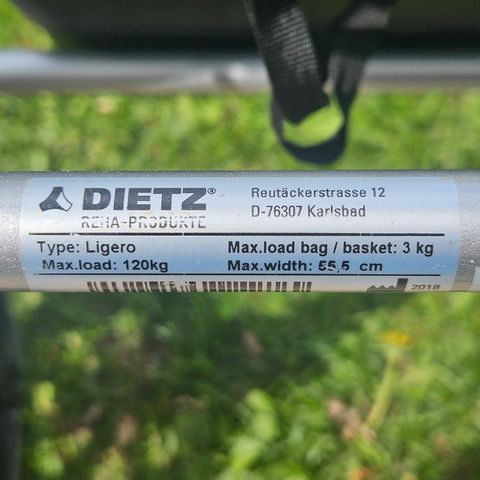 DIETZ®
REHA-PRODUKTE
Reutäckerstrasse 12
D-76307 Karlsbad
Type: Ligero
Max.load bag / basket: 3 kg
Max.load: 120kg
Max.width: 55,5 cm
2018